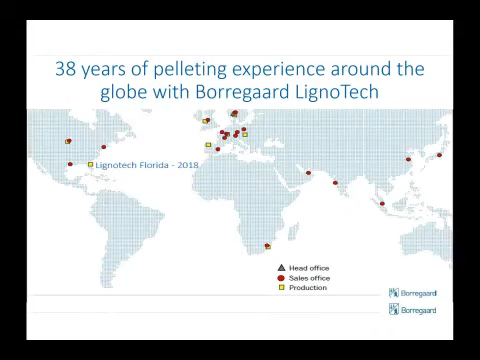 38 years of pelleting experience around the
globe with Borregaard LignoTech
Lignotech Florida - 2018
Head office
Sales office
Production
Borregaard
Borregaard